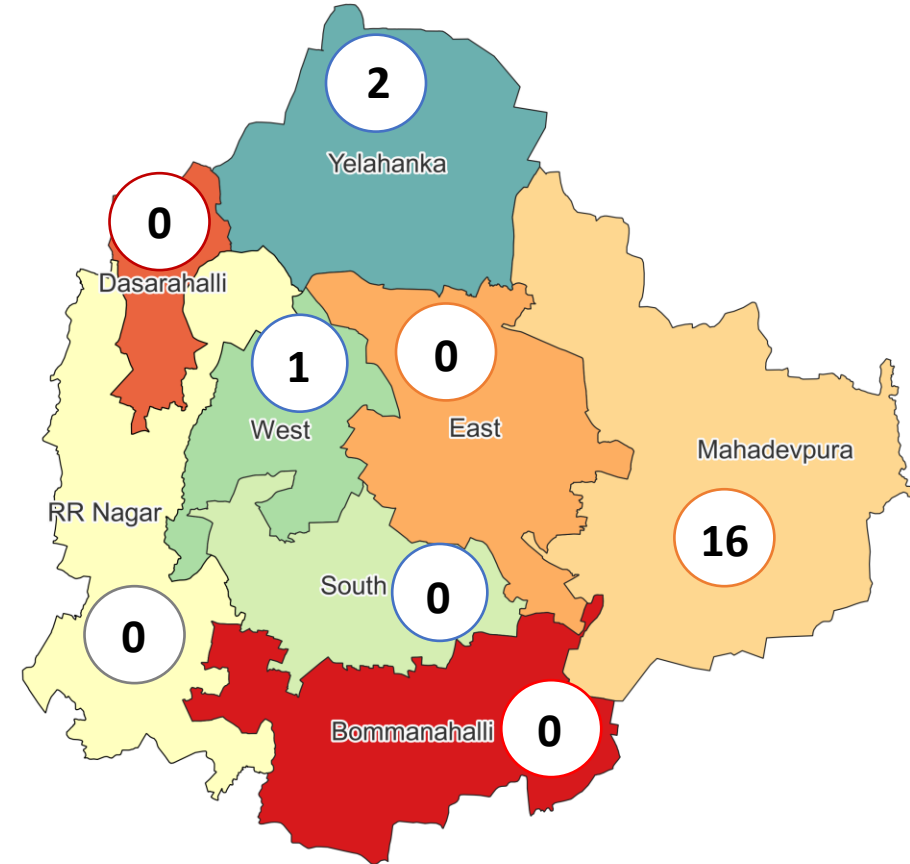 2
Yelahanka
0
Dasarahalli
1
West
0
East
Mahadevpura
16
RR Nagar
0
South
0
Bommanahalli
0